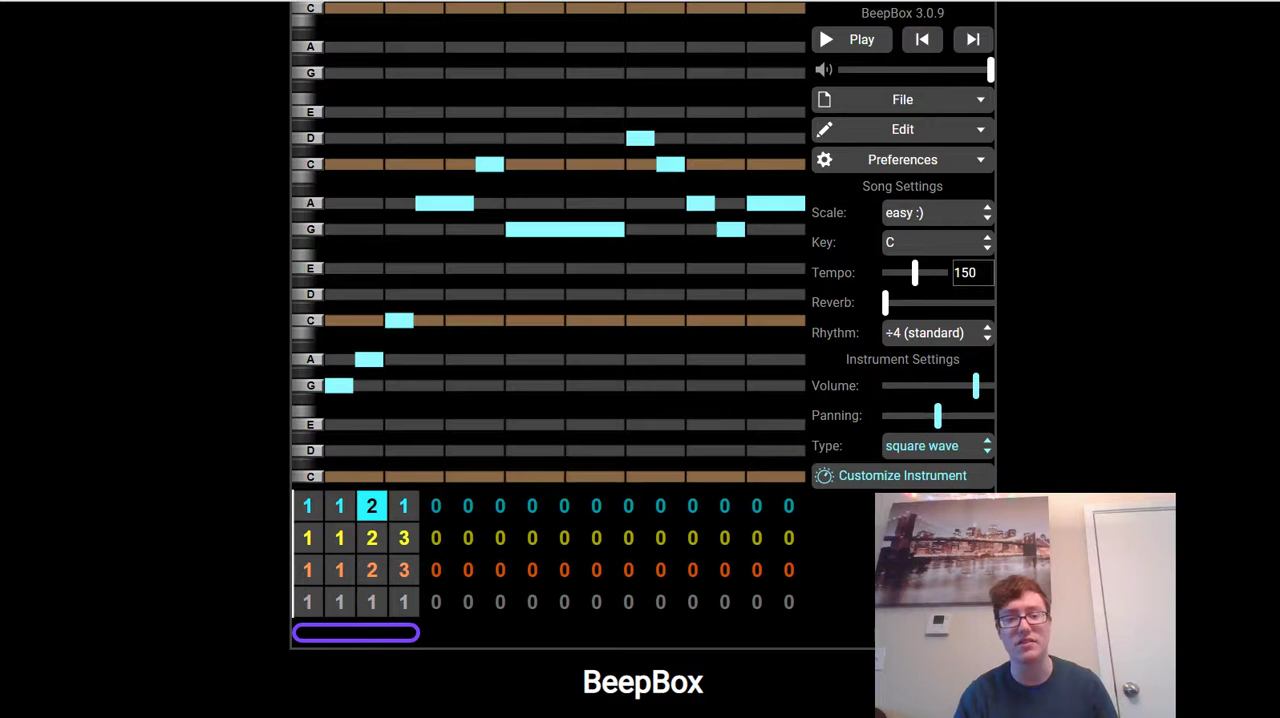 BeepBox 3.0.9
Play
File
Edit
Preferences
Song Settings
Scale: easy :)
Key: C
Tempo: 150
Reverb:
Rhythm: ÷4 (standard)
Instrument Settings
Volume:
Panning:
Type: square wave
Customize Instrument
C
A
G
E
D
C
A
G
E
D
C
A
G
E
D
C
1 1 2 1 0 0 0 0 0 0 0 0 0 0 0 0
1 1 2 3 0 0 0 0 0 0 0 0 0 0 0 0
1 1 2 3 0 0 0 0 0 0 0 0 0 0 0 0
1 1 1 1 0 0 0 0 0 0 0 0 0 0 0 0
BeepBox